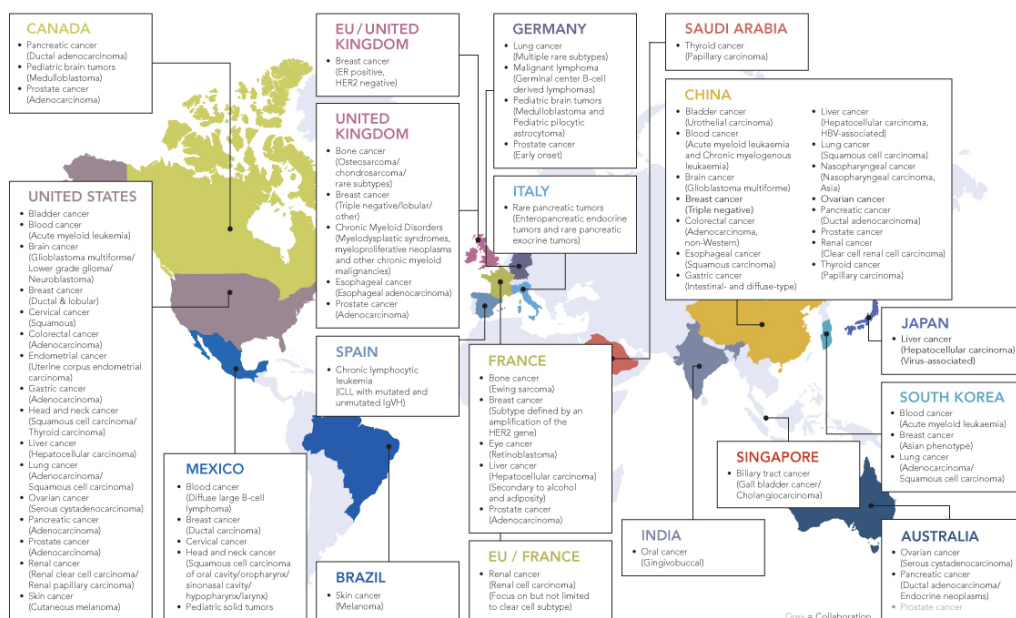 CANADA
• Pancreatic cancer
(Ductal adenocarcinoma)
• Pediatric brain tumors
(Medulloblastoma)
• Prostate cancer
(Adenocarcinoma)
EU / UNITED
KINGDOM
• Breast cancer
(ER positive,
HER2 negative)
GERMANY
• Lung cancer
(Multiple rare subtypes)
• Malignant lymphoma
(Germinal center B-cell
derived lymphomas)
• Pediatric brain tumors
(Medulloblastoma and
Pediatric pilocytic
astrocytoma)
• Prostate cancer
(Early onset)
SAUDI ARABIA
• Thyroid cancer
(Papillary carcinoma)
CHINA
• Bladder cancer
(Urothelial carcinoma)
• Blood cancer
(Acute myeloid leukaemia
and Chronic myelogenous
leukaemia)
• Brain cancer
(Glioblastoma multiforme)
• Breast cancer
(Triple negative)
• Colorectal cancer
(Adenocarcinoma,
non-Western)
• Esophageal cancer
(Squamous carcinoma)
• Gastric cancer
(Intestinal- and diffuse-type)
• Liver cancer
(Hepatocellular carcinoma,
HBV-associated)
• Lung cancer
(Squamous cell carcinoma)
• Nasopharyngeal cancer
(Nasopharyngeal carcinoma,
Asia)
• Ovarian cancer
• Pancreatic cancer
(Ductal adenocarcinoma)
• Prostate cancer
• Renal cancer
(Clear cell renal cell carcinoma)
• Thyroid cancer
(Papillary carcinoma)
UNITED
KINGDOM
• Bone cancer
(Osteosarcoma/
chondrosarcoma/
rare subtypes)
• Breast cancer
(Triple negative/lobular/
other)
• Chronic Myeloid Disorders
(Myelodysplastic syndromes,
myeloproliferative neoplasms
and other chronic myeloid
malignancies)
• Esophageal cancer
(Esophageal adenocarcinoma)
• Prostate cancer
(Adenocarcinoma)
ITALY
• Rare pancreatic tumors
(Enteropancreatic endocrine
tumors and rare pancreatic
exocrine tumors)
UNITED STATES
• Bladder cancer
• Blood cancer
(Acute myeloid leukemia)
• Brain cancer
(Glioblastoma multiforme/
Lower grade glioma/
Neuroblastoma)
• Breast cancer
(Ductal & lobular)
• Cervical cancer
(Squamous)
• Colorectal cancer
(Adenocarcinoma)
• Endometrial cancer
(Uterine corpus endometrial
carcinoma)
• Gastric cancer
(Adenocarcinoma)
• Head and neck cancer
(Squamous cell carcinoma/
Thyroid carcinoma)
• Liver cancer
(Hepatocellular carcinoma)
• Lung cancer
(Adenocarcinoma/
Squamous cell carcinoma)
• Ovarian cancer
(Serous cystadenocarcinoma)
• Pancreatic cancer
(Adenocarcinoma)
• Prostate cancer
(Adenocarcinoma)
• Renal cancer
(Renal clear cell carcinoma/
Renal papillary carcinoma)
• Skin cancer
(Cutaneous melanoma)
SPAIN
• Chronic lymphocytic
leukemia
(CLL with mutated and
unmutated IgVH)
FRANCE
• Bone cancer
(Ewing sarcoma)
• Breast cancer
(Subtype defined by an
amplification of the
HER2 gene)
• Eye cancer
(Retinoblastoma)
• Liver cancer
(Hepatocellular carcinoma)
(Secondary to alcohol
and adiposity)
• Prostate cancer
(Adenocarcinoma)
JAPAN
• Liver cancer
(Hepatocellular carcinoma)
(Virus-associated)
SOUTH KOREA
• Blood cancer
(Acute myeloid leukaemia)
• Breast cancer
(Asian phenotype)
• Lung cancer
(Adenocarcinoma/
Squamous cell carcinoma)
SINGAPORE
• Biliary tract cancer
(Gall bladder cancer/
Cholangiocarcinoma)
MEXICO
• Blood cancer
(Diffuse large B-cell
lymphoma)
• Breast cancer
(Ductal carcinoma)
• Cervical cancer
• Head and neck cancer
(Squamous cell carcinoma
of oral cavity/oropharynx/
sinonasal cavity/
hypopharynx/larynx)
• Pediatric solid tumors
BRAZIL
• Skin cancer
(Melanoma)
EU / FRANCE
• Renal cancer
(Renal cell carcinoma)
(Focus on but not limited
to clear cell subtype)
INDIA
• Oral cancer
(Gingivobuccal)
AUSTRALIA
• Ovarian cancer
(Serous cystadenocarcinoma)
• Pancreatic cancer
(Ductal adenocarcinoma/
Endocrine neoplasms)
• Prostate cancer
Grey = Collaboration